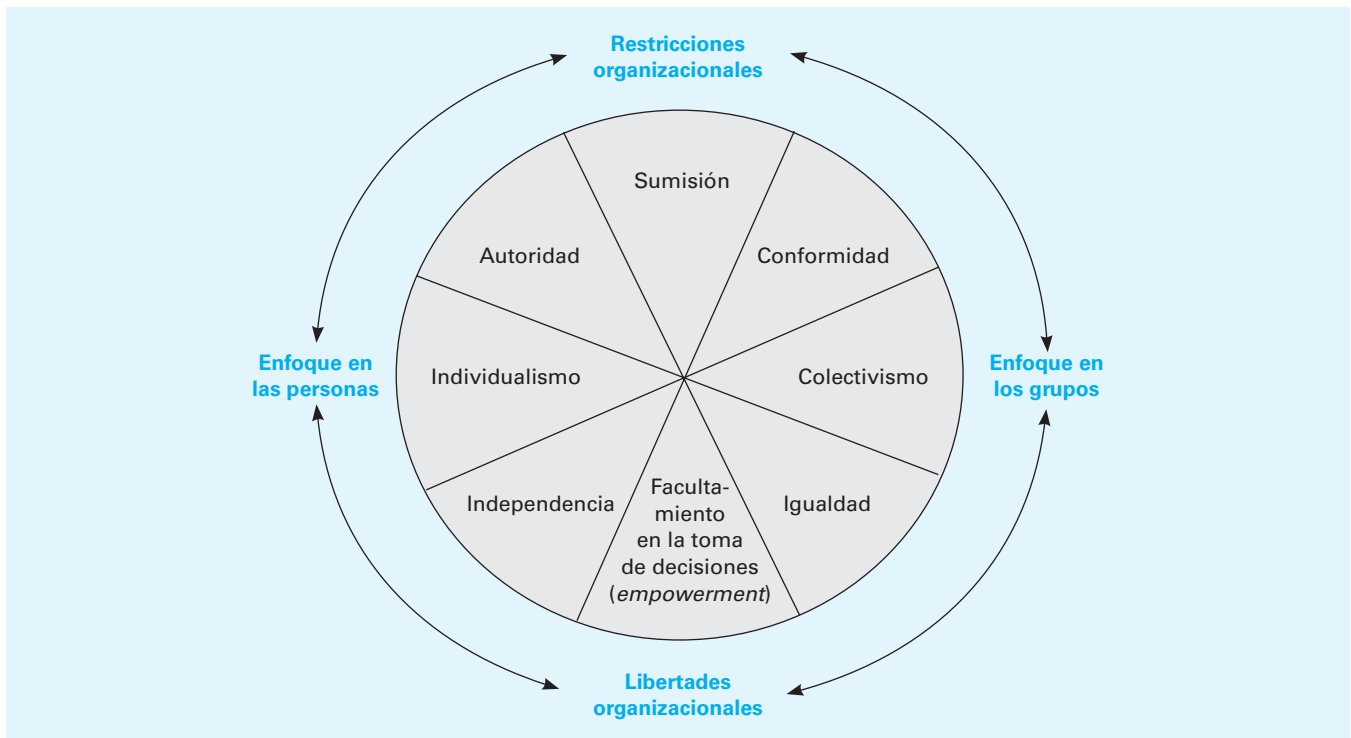 Restricciones
organizacionales
Sumisión
Autoridad
Conformidad
Enfoque en
las personas
Individualismo
Colectivismo
Enfoque en
los grupos
Independencia
Faculta-
miento
en la toma
de decisiones
(empowerment)
Igualdad
Libertades
organizacionales